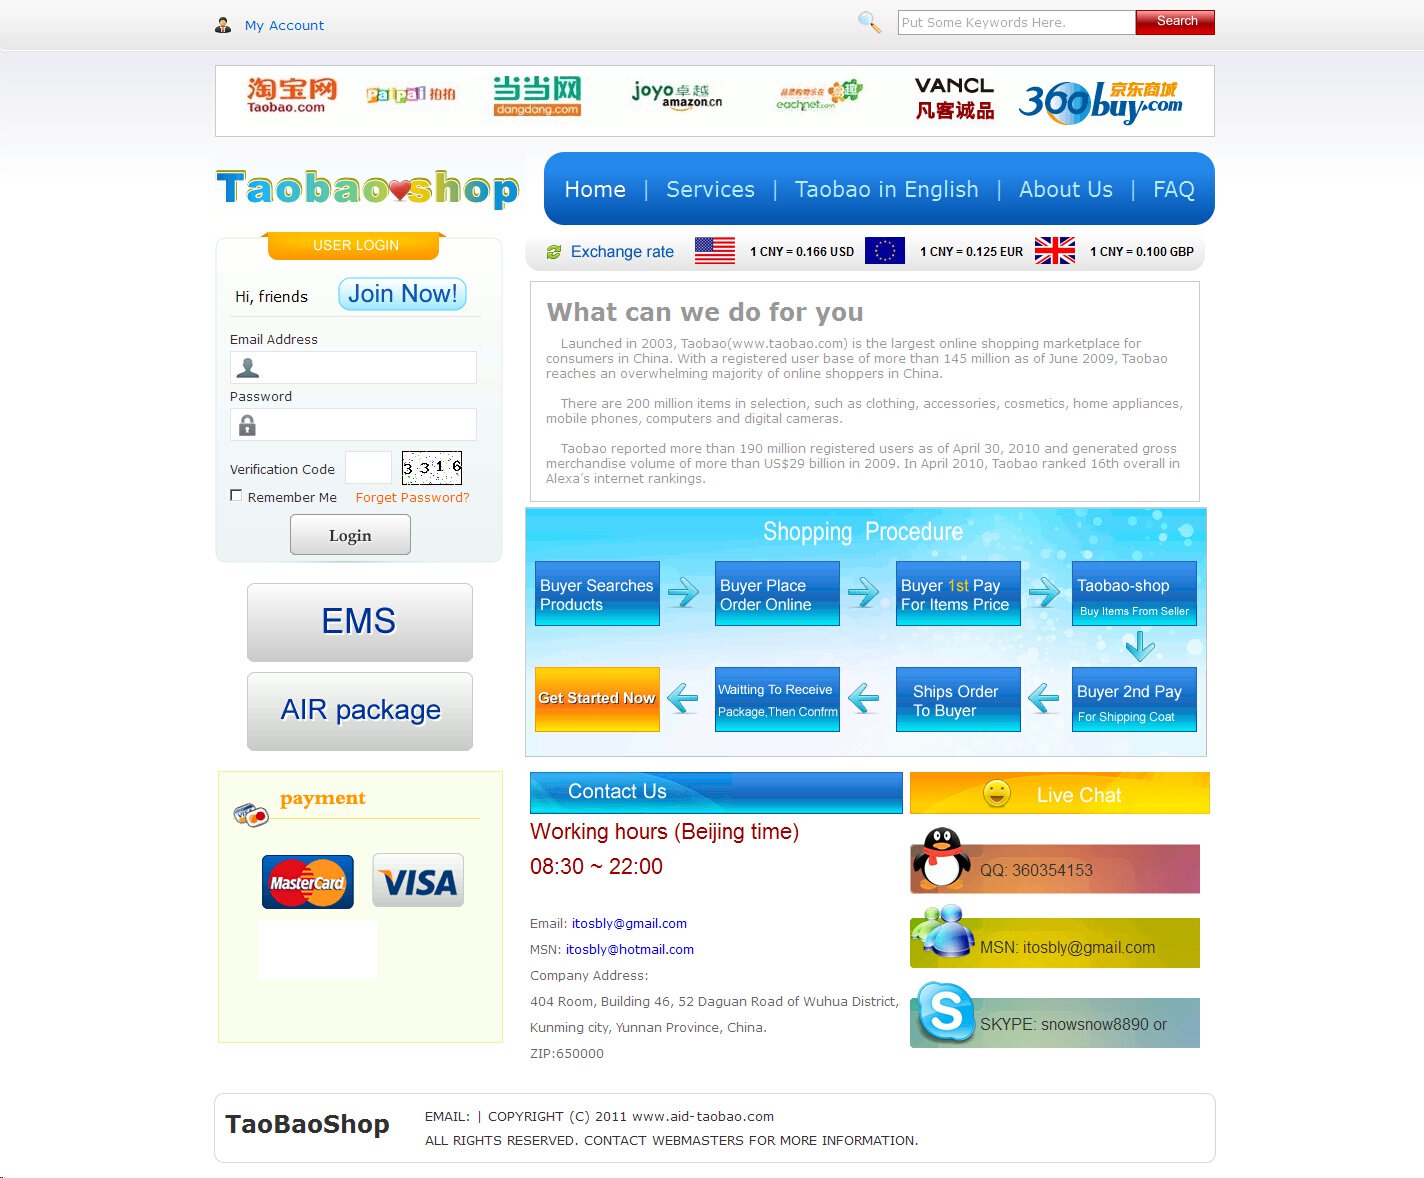 My Account
Put Some Keywords Here.
Search
淘宝网
Taobao.com
PaiPai 拍拍
当当网
dangdang.com
joyo 卓越
amazon.cn
品质购物乐在 易趣
eachnet.com
VANCL
凡客诚品
京东商城
360buy.com
Taobao shop
Home | Services | Taobao in English | About Us | FAQ
USER LOGIN
Exchange rate
1 CNY = 0.166 USD
1 CNY = 0.125 EUR
1 CNY = 0.100 GBP
Hi, friends
Join Now!
Email Address
Password
Verification Code
3316
Remember Me
Forget Password?
Login
What can we do for you
Launched in 2003, Taobao(www.taobao.com) is the largest online shopping marketplace for
consumers in China. With a registered user base of more than 145 million as of June 2009, Taobao
reaches an overwhelming majority of online shoppers in China.
There are 200 million items in selection, such as clothing, accessories, cosmetics, home appliances,
mobile phones, computers and digital cameras.
Taobao reported more than 190 million registered users as of April 30, 2010 and generated gross
merchandise volume of more than US$29 billion in 2009. In April 2010, Taobao ranked 16th overall in
Alexa's internet rankings.
EMS
AIR package
Shopping Procedure
Buyer Searches
Products
Buyer Place
Order Online
Buyer 1st Pay
For Items Price
Taobao-shop
Buy Items From Seller
Get Started Now
Waitting To Receive
Package,Then Confrm
Ships Order
To Buyer
Buyer 2nd Pay
For Shipping Coat
payment
MasterCard
VISA
Contact Us
Working hours (Beijing time)
08:30 ~ 22:00
Email: itosbly@gmail.com
MSN: itosbly@hotmail.com
Company Address:
404 Room, Building 46, 52 Daguan Road of Wuhua District,
Kunming city, Yunnan Province, China.
ZIP:650000
Live Chat
QQ: 360354153
MSN: itosbly@gmail.com
SKYPE: snowsnow8890 or
TaoBaoShop
EMAIL: | COPYRIGHT (C) 2011 www.aid-taobao.com
ALL RIGHTS RESERVED. CONTACT WEBMASTERS FOR MORE INFORMATION.